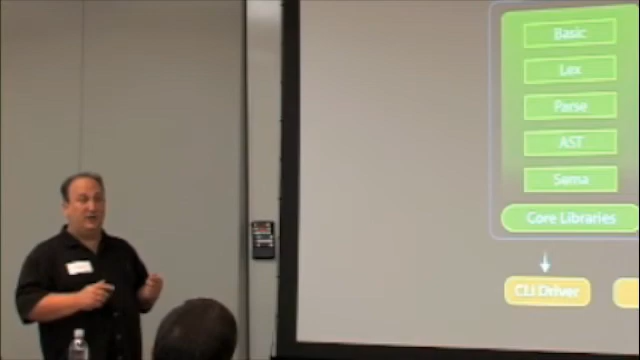 Basic
Lex
Parse
AST
Sema
Core Libraries
CLI Driver